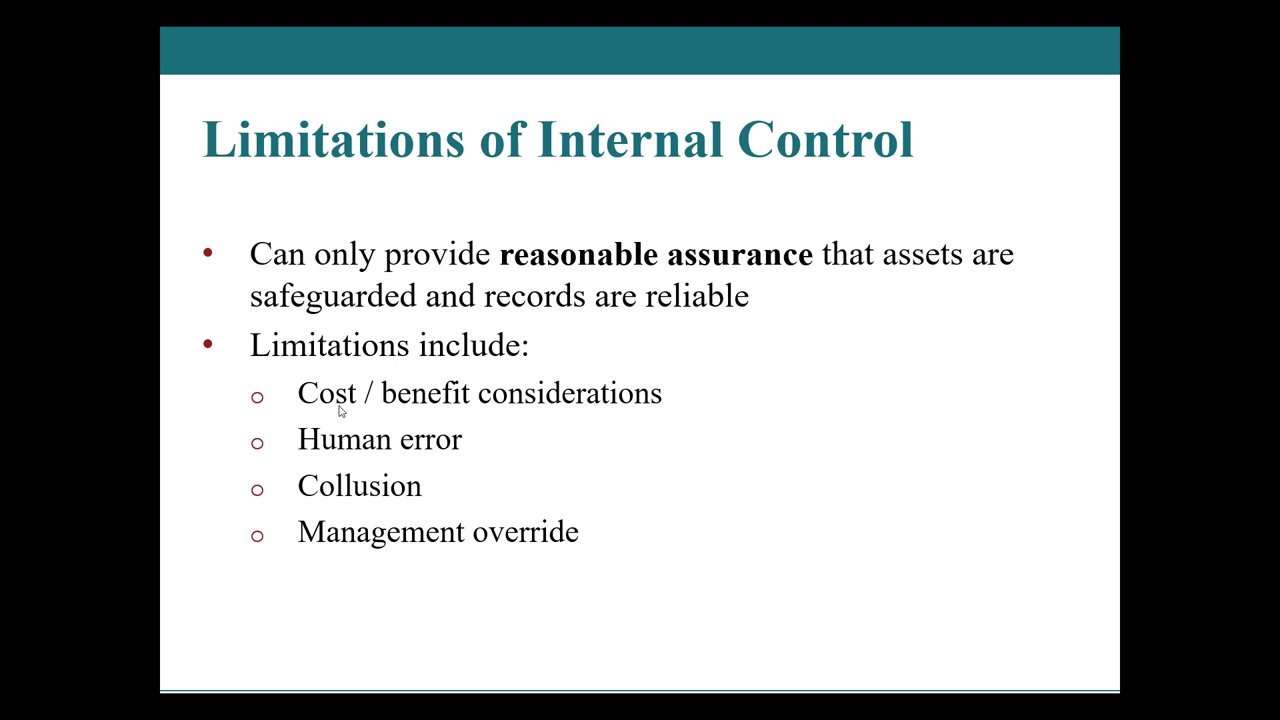 Limitations of Internal Control
• Can only provide reasonable assurance that assets are
safeguarded and records are reliable
• Limitations include:
o Cost / benefit considerations
o Human error
o Collusion
o Management override